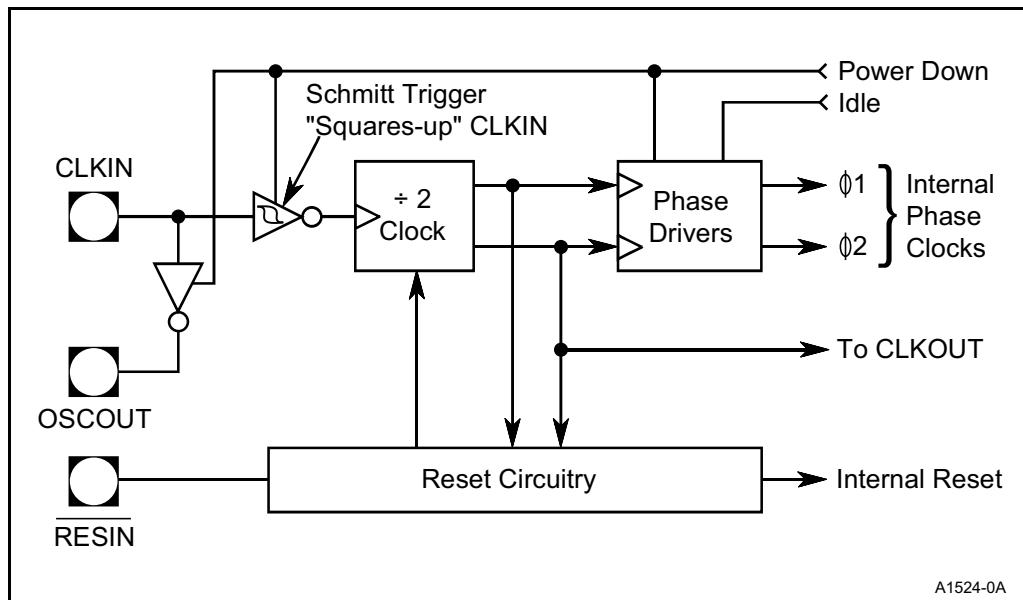 Power Down
Idle
Schmitt Trigger
"Squares-up" CLKIN
CLKIN
÷ 2
Clock
Phase
Drivers
ϕ1
ϕ2
Internal
Phase
Clocks
To CLKOUT
OSCOUT
Reset Circuitry
Internal Reset
RESIN
A1524-0A